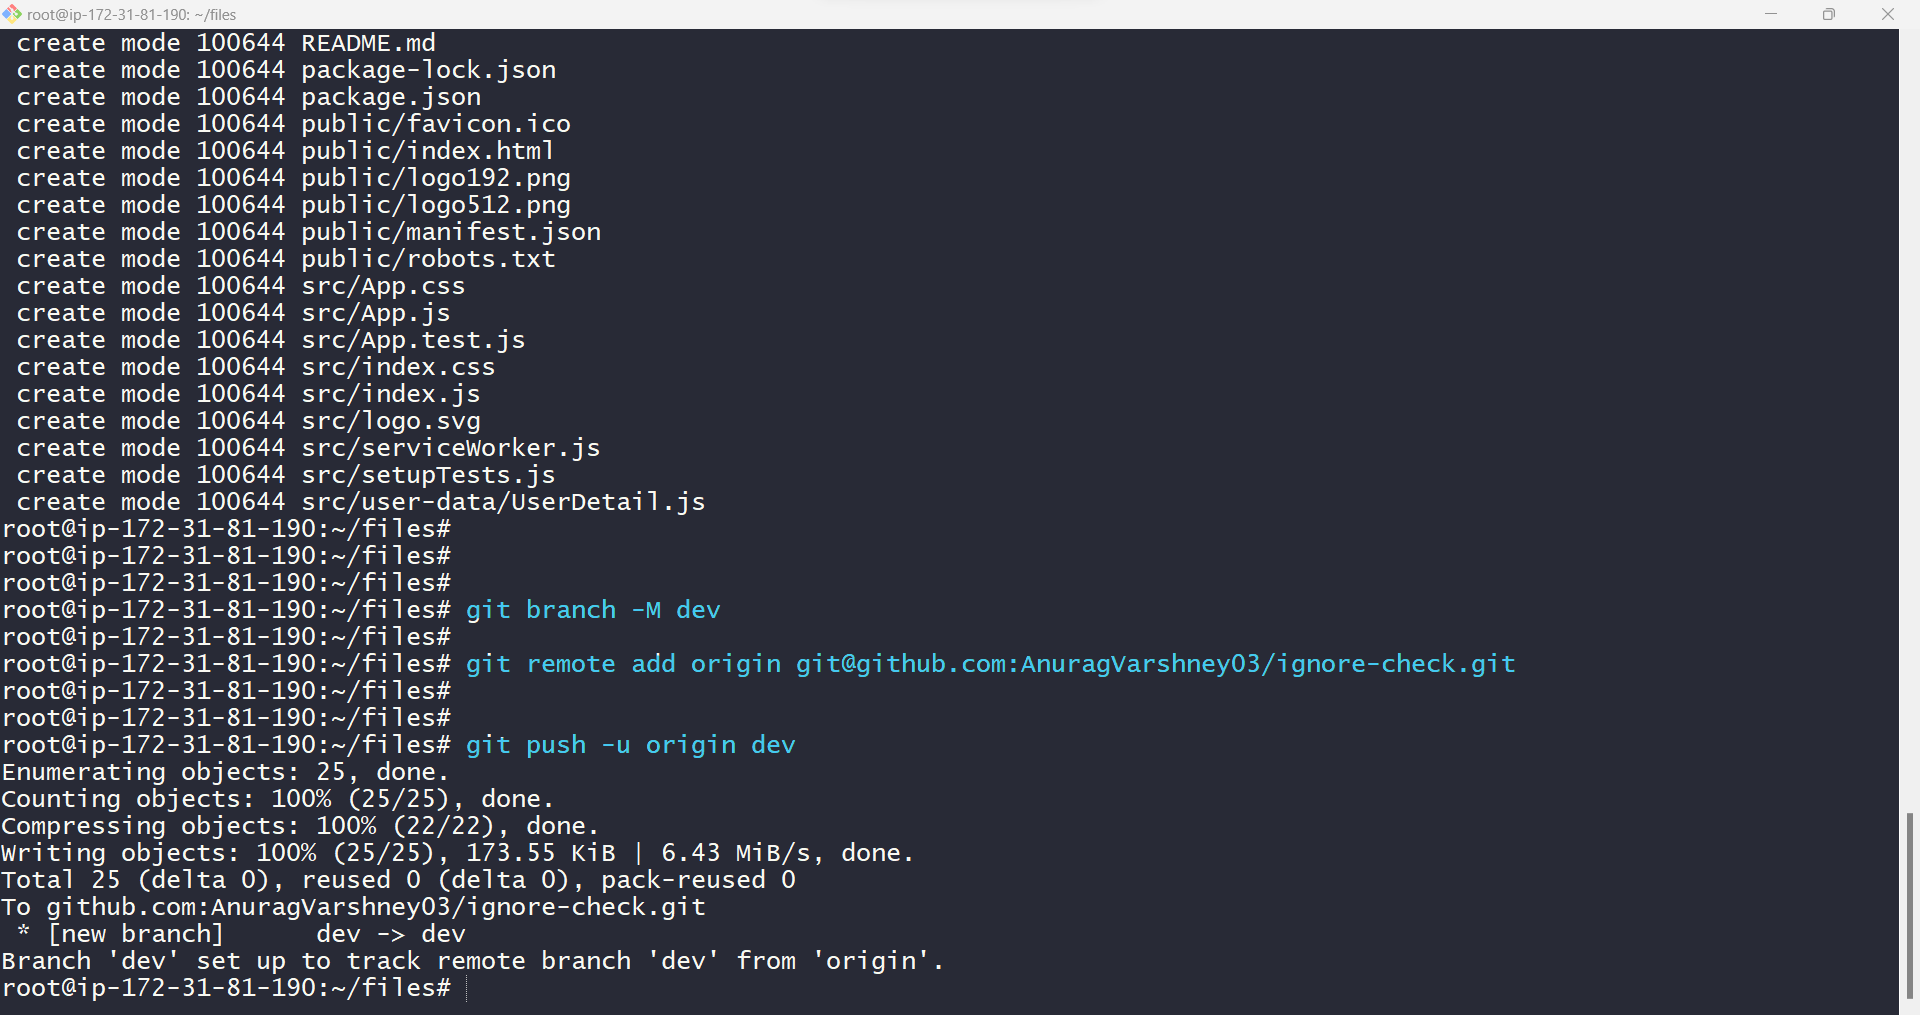 root@ip-172-31-81-190: ~/files
create mode 100644 README.md
create mode 100644 package-lock.json
create mode 100644 package.json
create mode 100644 public/favicon.ico
create mode 100644 public/index.html
create mode 100644 public/logo192.png
create mode 100644 public/logo512.png
create mode 100644 public/manifest.json
create mode 100644 public/robots.txt
create mode 100644 src/App.css
create mode 100644 src/App.js
create mode 100644 src/App.test.js
create mode 100644 src/index.css
create mode 100644 src/index.js
create mode 100644 src/logo.svg
create mode 100644 src/serviceWorker.js
create mode 100644 src/setupTests.js
create mode 100644 src/user-data/UserDetail.js
root@ip-172-31-81-190:~/files#
root@ip-172-31-81-190:~/files#
root@ip-172-31-81-190:~/files#
root@ip-172-31-81-190:~/files# git branch -M dev
root@ip-172-31-81-190:~/files#
root@ip-172-31-81-190:~/files# git remote add origin git@github.com:AnuragVarshney03/ignore-check.git
root@ip-172-31-81-190:~/files#
root@ip-172-31-81-190:~/files#
root@ip-172-31-81-190:~/files# git push -u origin dev
Enumerating objects: 25, done.
Counting objects: 100% (25/25), done.
Compressing objects: 100% (22/22), done.
Writing objects: 100% (25/25), 173.55 KiB | 6.43 MiB/s, done.
Total 25 (delta 0), reused 0 (delta 0), pack-reused 0
To github.com:AnuragVarshney03/ignore-check.git
 * [new branch]      dev -> dev
Branch 'dev' set up to track remote branch 'dev' from 'origin'.
root@ip-172-31-81-190:~/files#